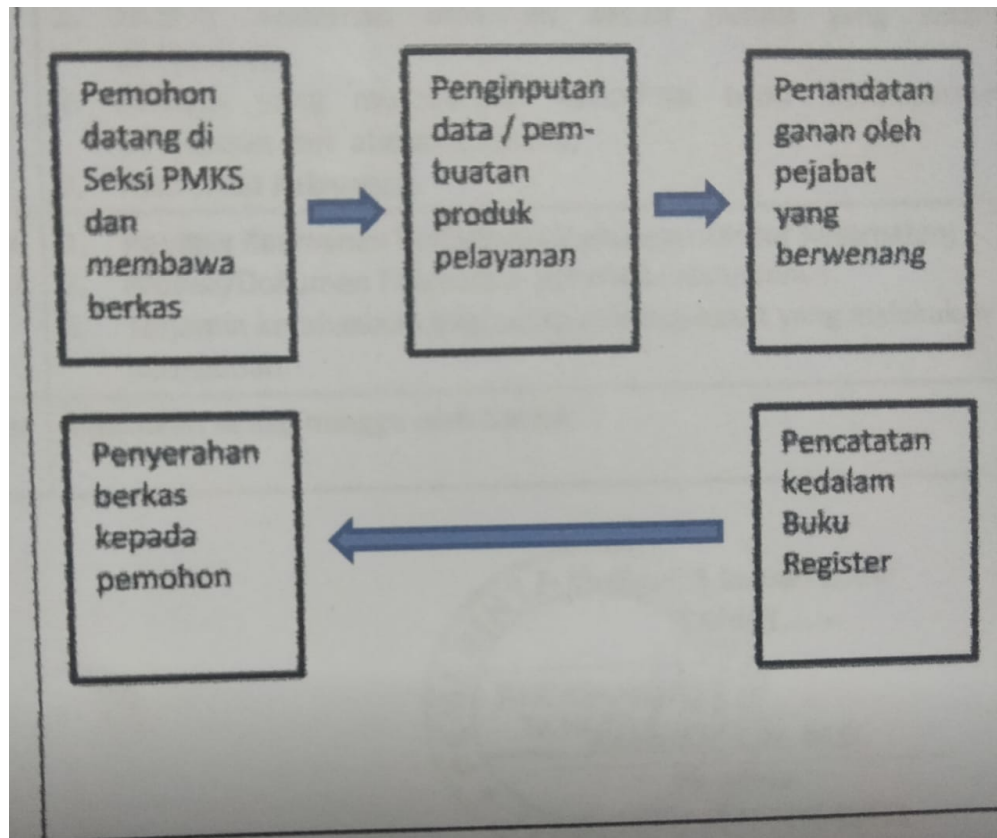 Pemohon
datang di
Seksi PMKS
dan
membawa
berkas
Penginputan
data / pem-
buatan
produk
pelayanan
Penandatan
ganan oleh
pejabat
yang
berwenang
Pencatatan
kedalam
Buku
Register
Penyerahan
berkas
kepada
pemohon